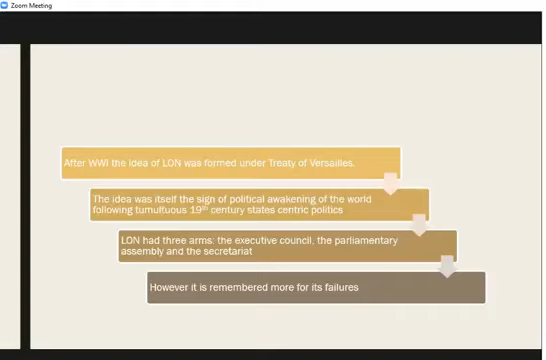 Zoom Meeting
After WWI the idea of LON was formed under Treaty of Versailles.
The idea was itself the sign of political awakening of the world
following tumultuous 19th century states centric politics
LON had three arms: the executive council, the parliamentary
assembly and the secretariat
However it is remembered more for its failures